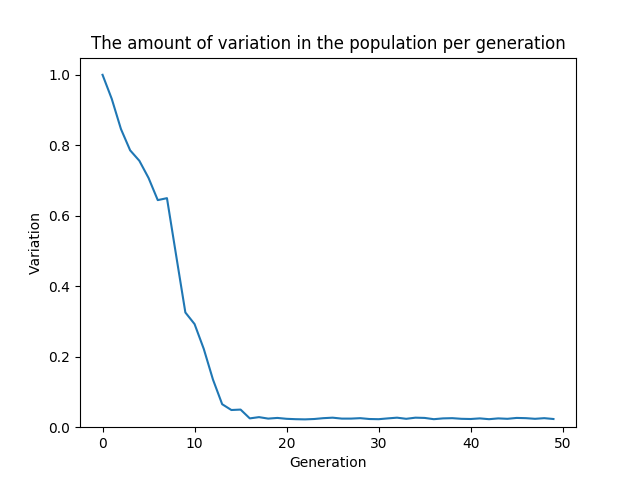 The amount of variation in the population per generation
1.0
0.8
0.6
0.4
0.2
0.0
Variation
0 10 20 30 40 50
Generation